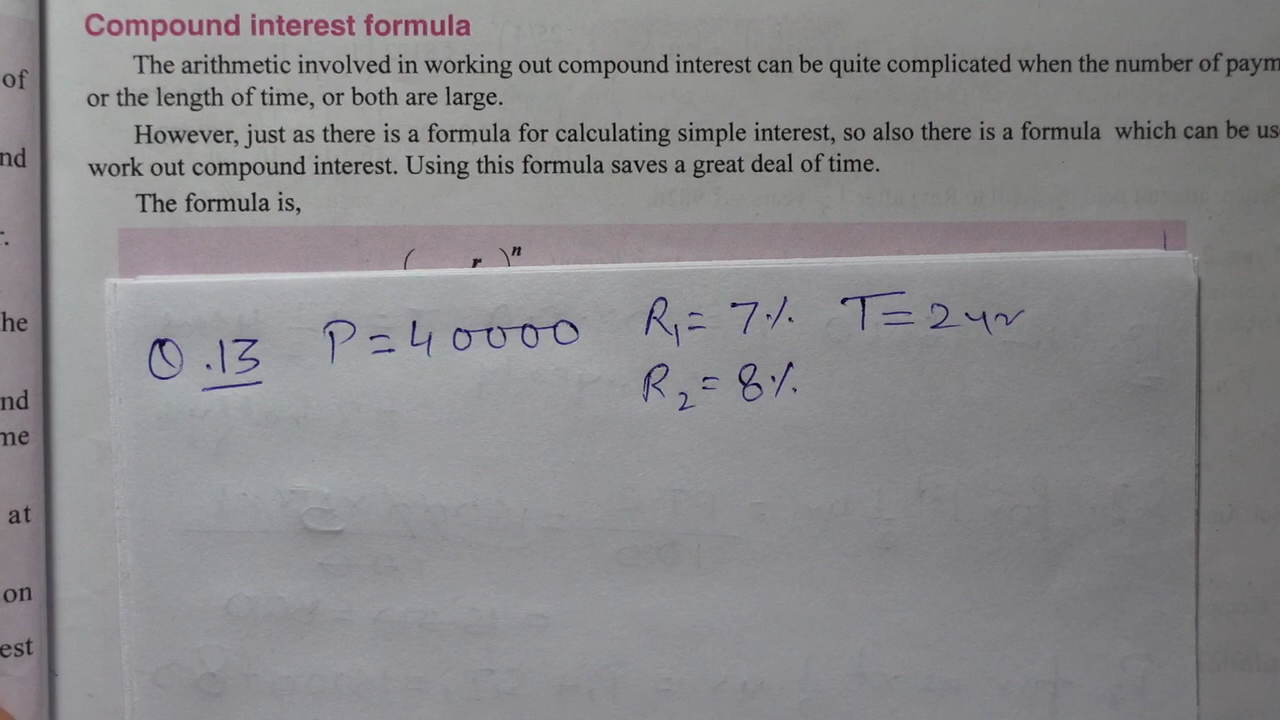 Compound interest formula
The arithmetic involved in working out compound interest can be quite complicated when the number of paym
or the length of time, or both are large.
However, just as there is a formula for calculating simple interest, so also there is a formula which can be us
work out compound interest. Using this formula saves a great deal of time.
The formula is,
( r )ⁿ
Q.13 P=40000 R₁=7% T=2yr
R₂=8%
of
nd
he
nd
me
at
on
est